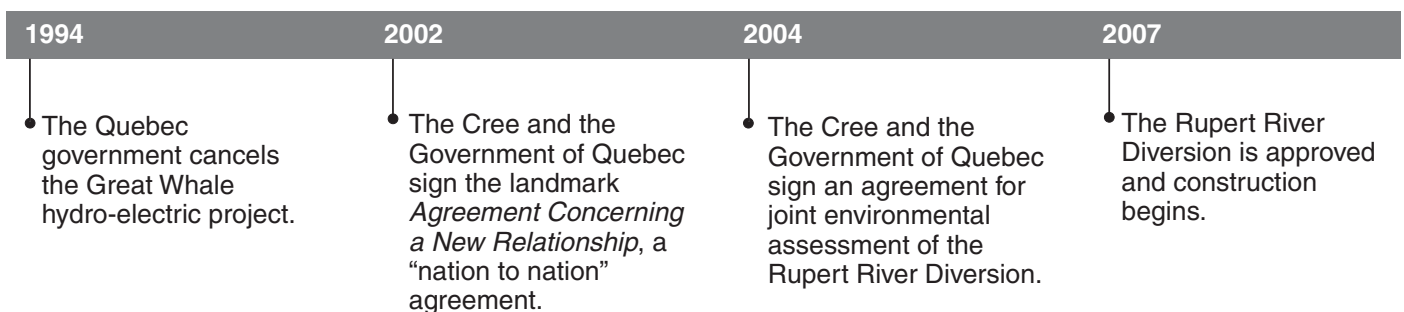 1994
The Quebec
government cancels
the Great Whale
hydro-electric project.
2002
The Cree and the
Government of Quebec
sign the landmark
Agreement Concerning
a New Relationship, a
“nation to nation”
agreement.
2004
The Cree and the
Government of Quebec
sign an agreement for
joint environmental
assessment of the
Rupert River Diversion.
2007
The Rupert River
Diversion is approved
and construction
begins.